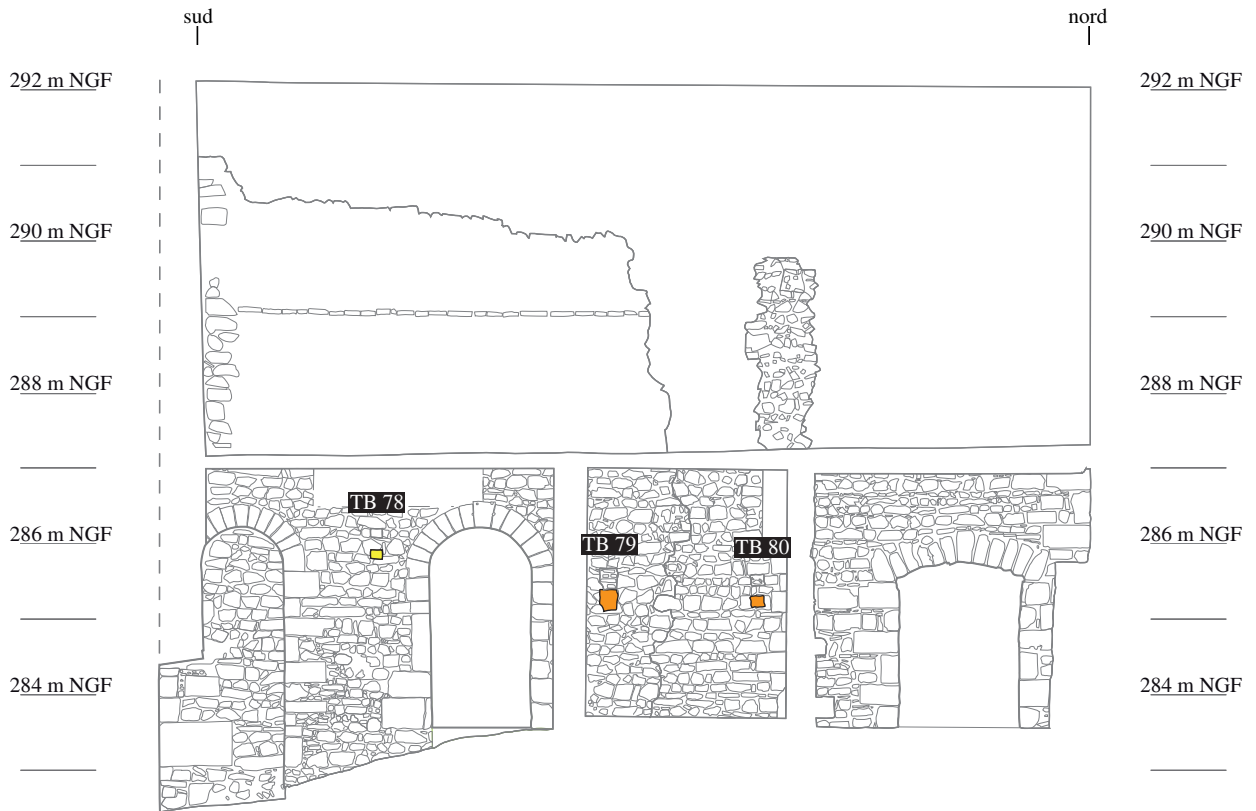 sud nord
292 m NGF 292 m NGF
290 m NGF 290 m NGF
288 m NGF 288 m NGF
TB 78
286 m NGF 286 m NGF
TB 79 TB 80
284 m NGF 284 m NGF